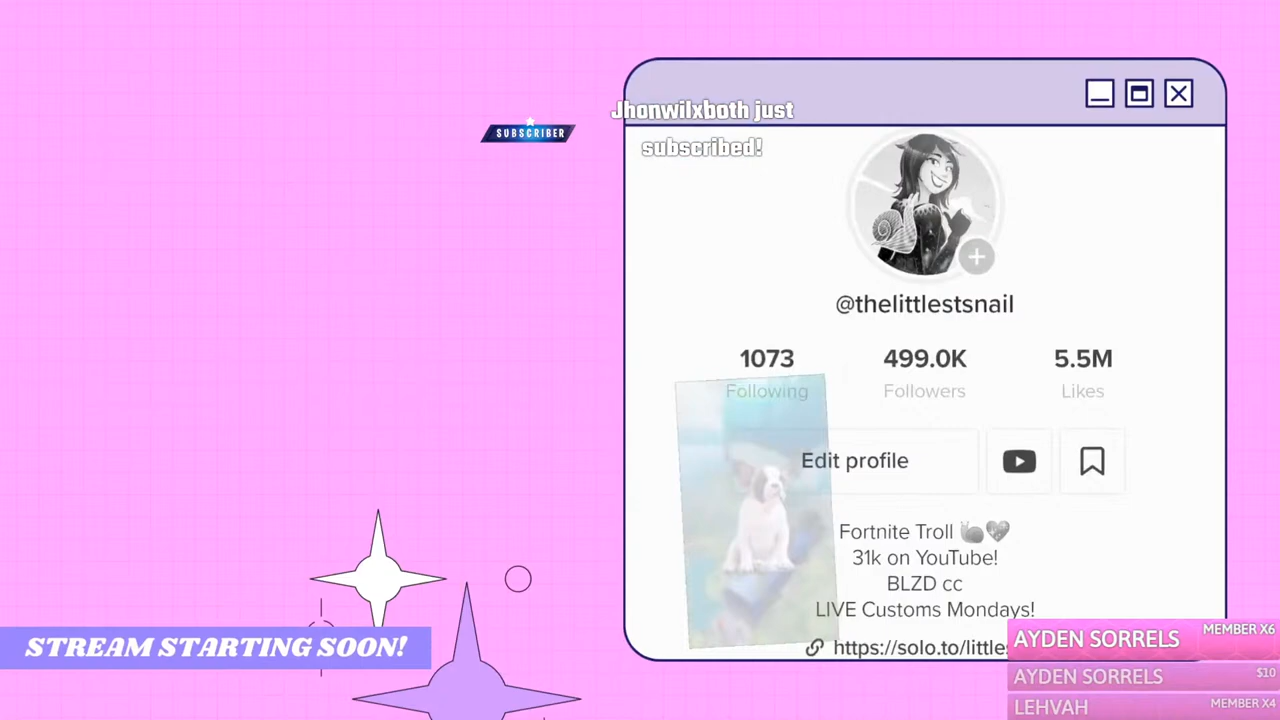 Jhonwilxboth just
SUBSCRIBER
subscribed!
@thelittlestsnail
1073
499.0K
5.5M
Following
Followers
Likes
Edit profile
Fortnite Troll 🐌💖
31k on YouTube!
BLZD cc
LIVE Customs Mondays!
https://solo.to/little
STREAM STARTING SOON!
AYDEN SORRELS
MEMBER X6
AYDEN SORRELS
$10
LEHVAH
MEMBER X4